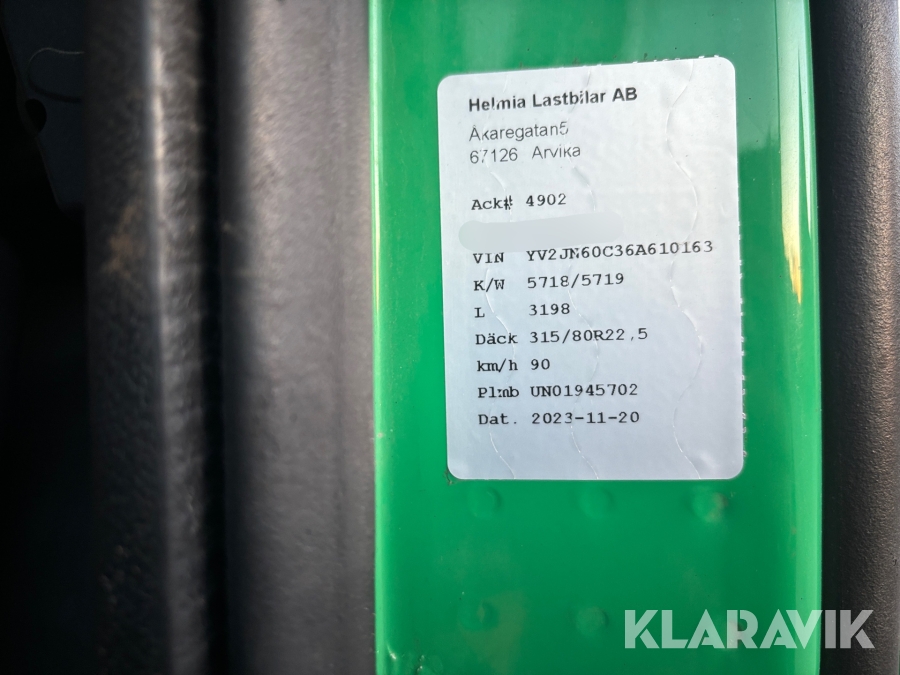 Helmia Lastbilar AB
Åkaregatan5
67126 Arvika
Ack# 4902
VIN YV2JN60C36A610163
K/W 5718/5719
L 3198
Däck 315/80R22,5
km/h 90
Plmb UN01945702
Dat. 2023-11-20
KLARAVIK